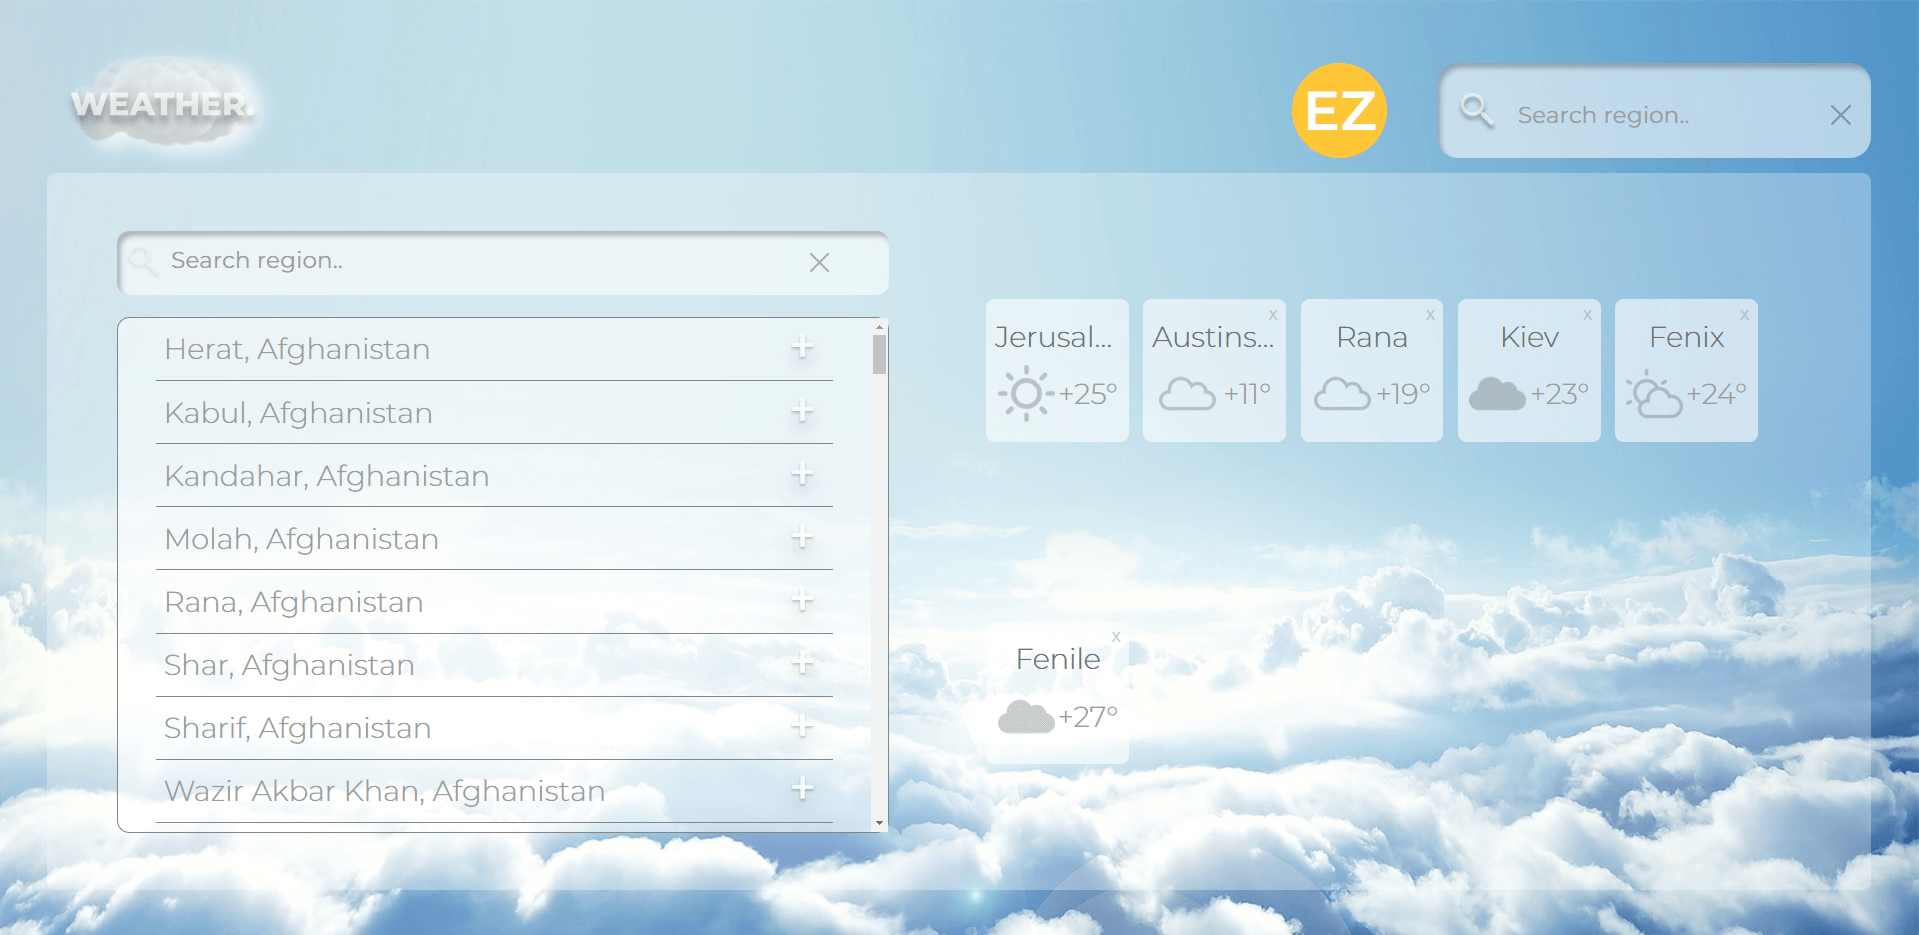 WEATHER.
EZ
Search region..
Search region..
Herat, Afghanistan
Kabul, Afghanistan
Kandahar, Afghanistan
Molah, Afghanistan
Rana, Afghanistan
Shar, Afghanistan
Sharif, Afghanistan
Wazir Akbar Khan, Afghanistan
Jerusal...
+25°
x
Austins...
+11°
x
Rana
+19°
x
Kiev
+23°
x
Fenix
+24°
x
Fenile
+27°